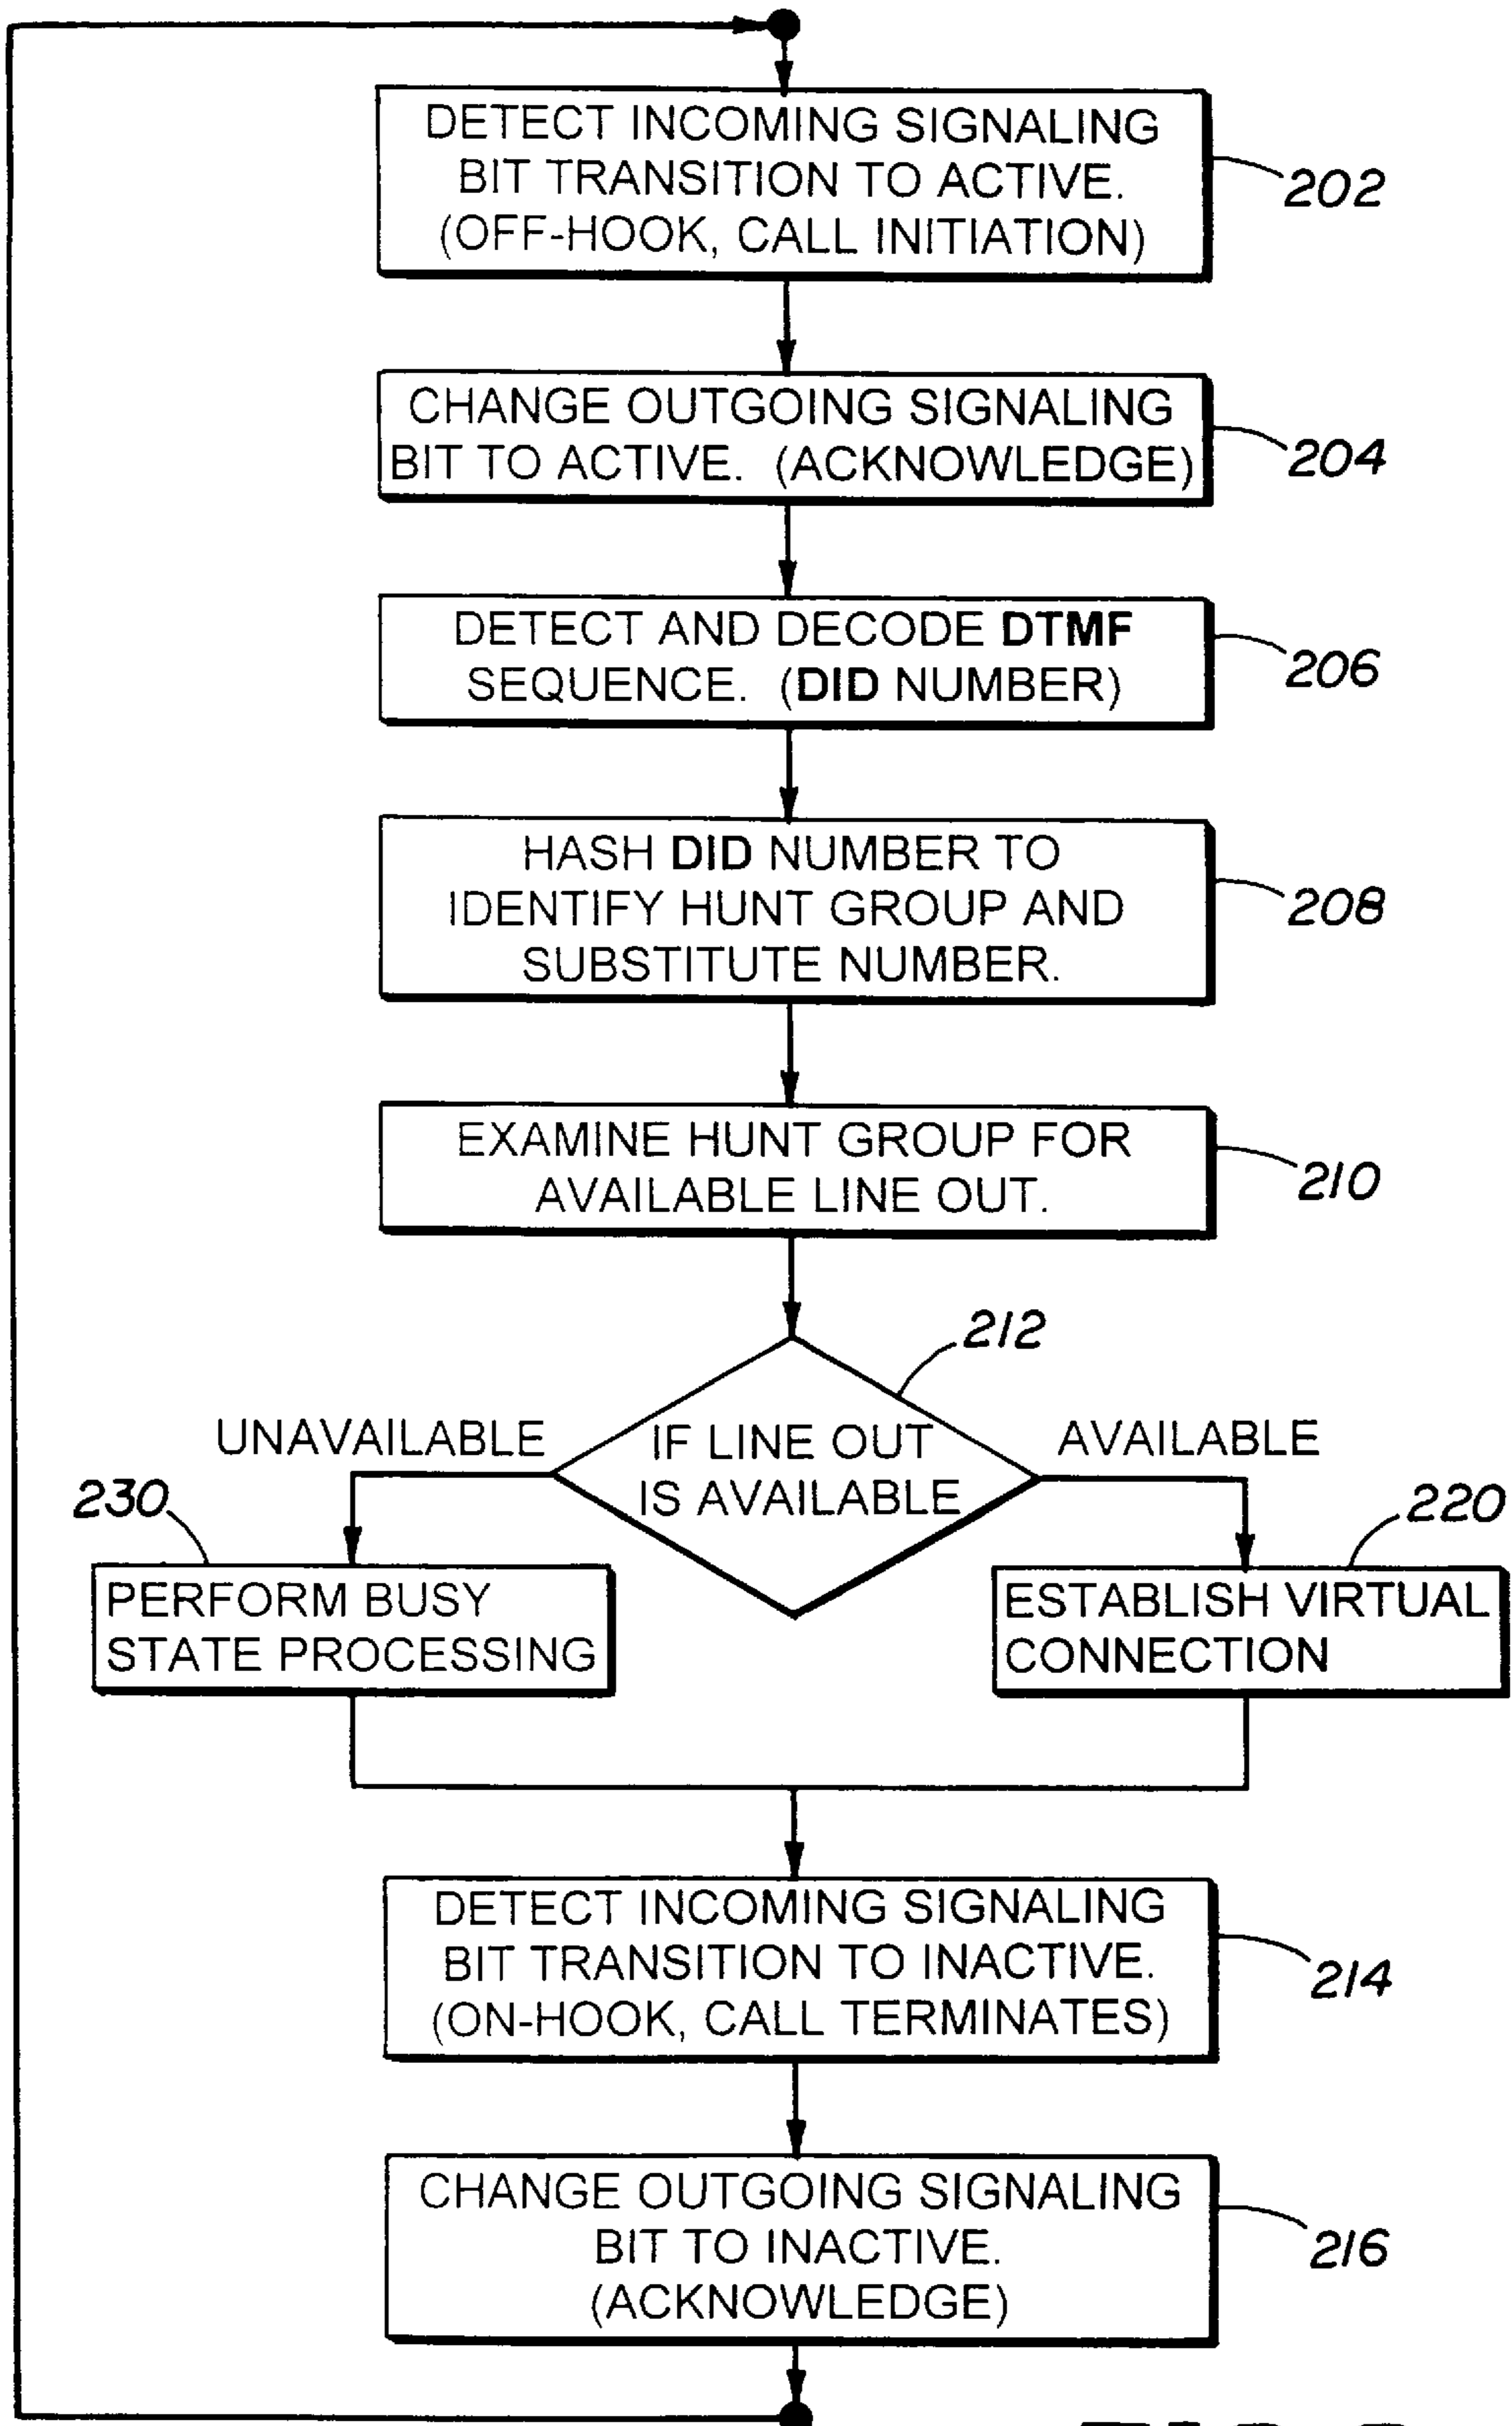 DETECT INCOMING SIGNALING
BIT TRANSITION TO ACTIVE.
(OFF-HOOK, CALL INITIATION)
202
CHANGE OUTGOING SIGNALING
BIT TO ACTIVE. (ACKNOWLEDGE)
204
DETECT AND DECODE DTMF
SEQUENCE. (DID NUMBER)
206
HASH DID NUMBER TO
IDENTIFY HUNT GROUP AND
SUBSTITUTE NUMBER.
208
EXAMINE HUNT GROUP FOR
AVAILABLE LINE OUT.
210
212
UNAVAILABLE
IF LINE OUT
IS AVAILABLE
AVAILABLE
230
220
PERFORM BUSY
STATE PROCESSING
ESTABLISH VIRTUAL
CONNECTION
DETECT INCOMING SIGNALING
BIT TRANSITION TO INACTIVE.
(ON-HOOK, CALL TERMINATES)
214
CHANGE OUTGOING SIGNALING
BIT TO INACTIVE.
(ACKNOWLEDGE)
216